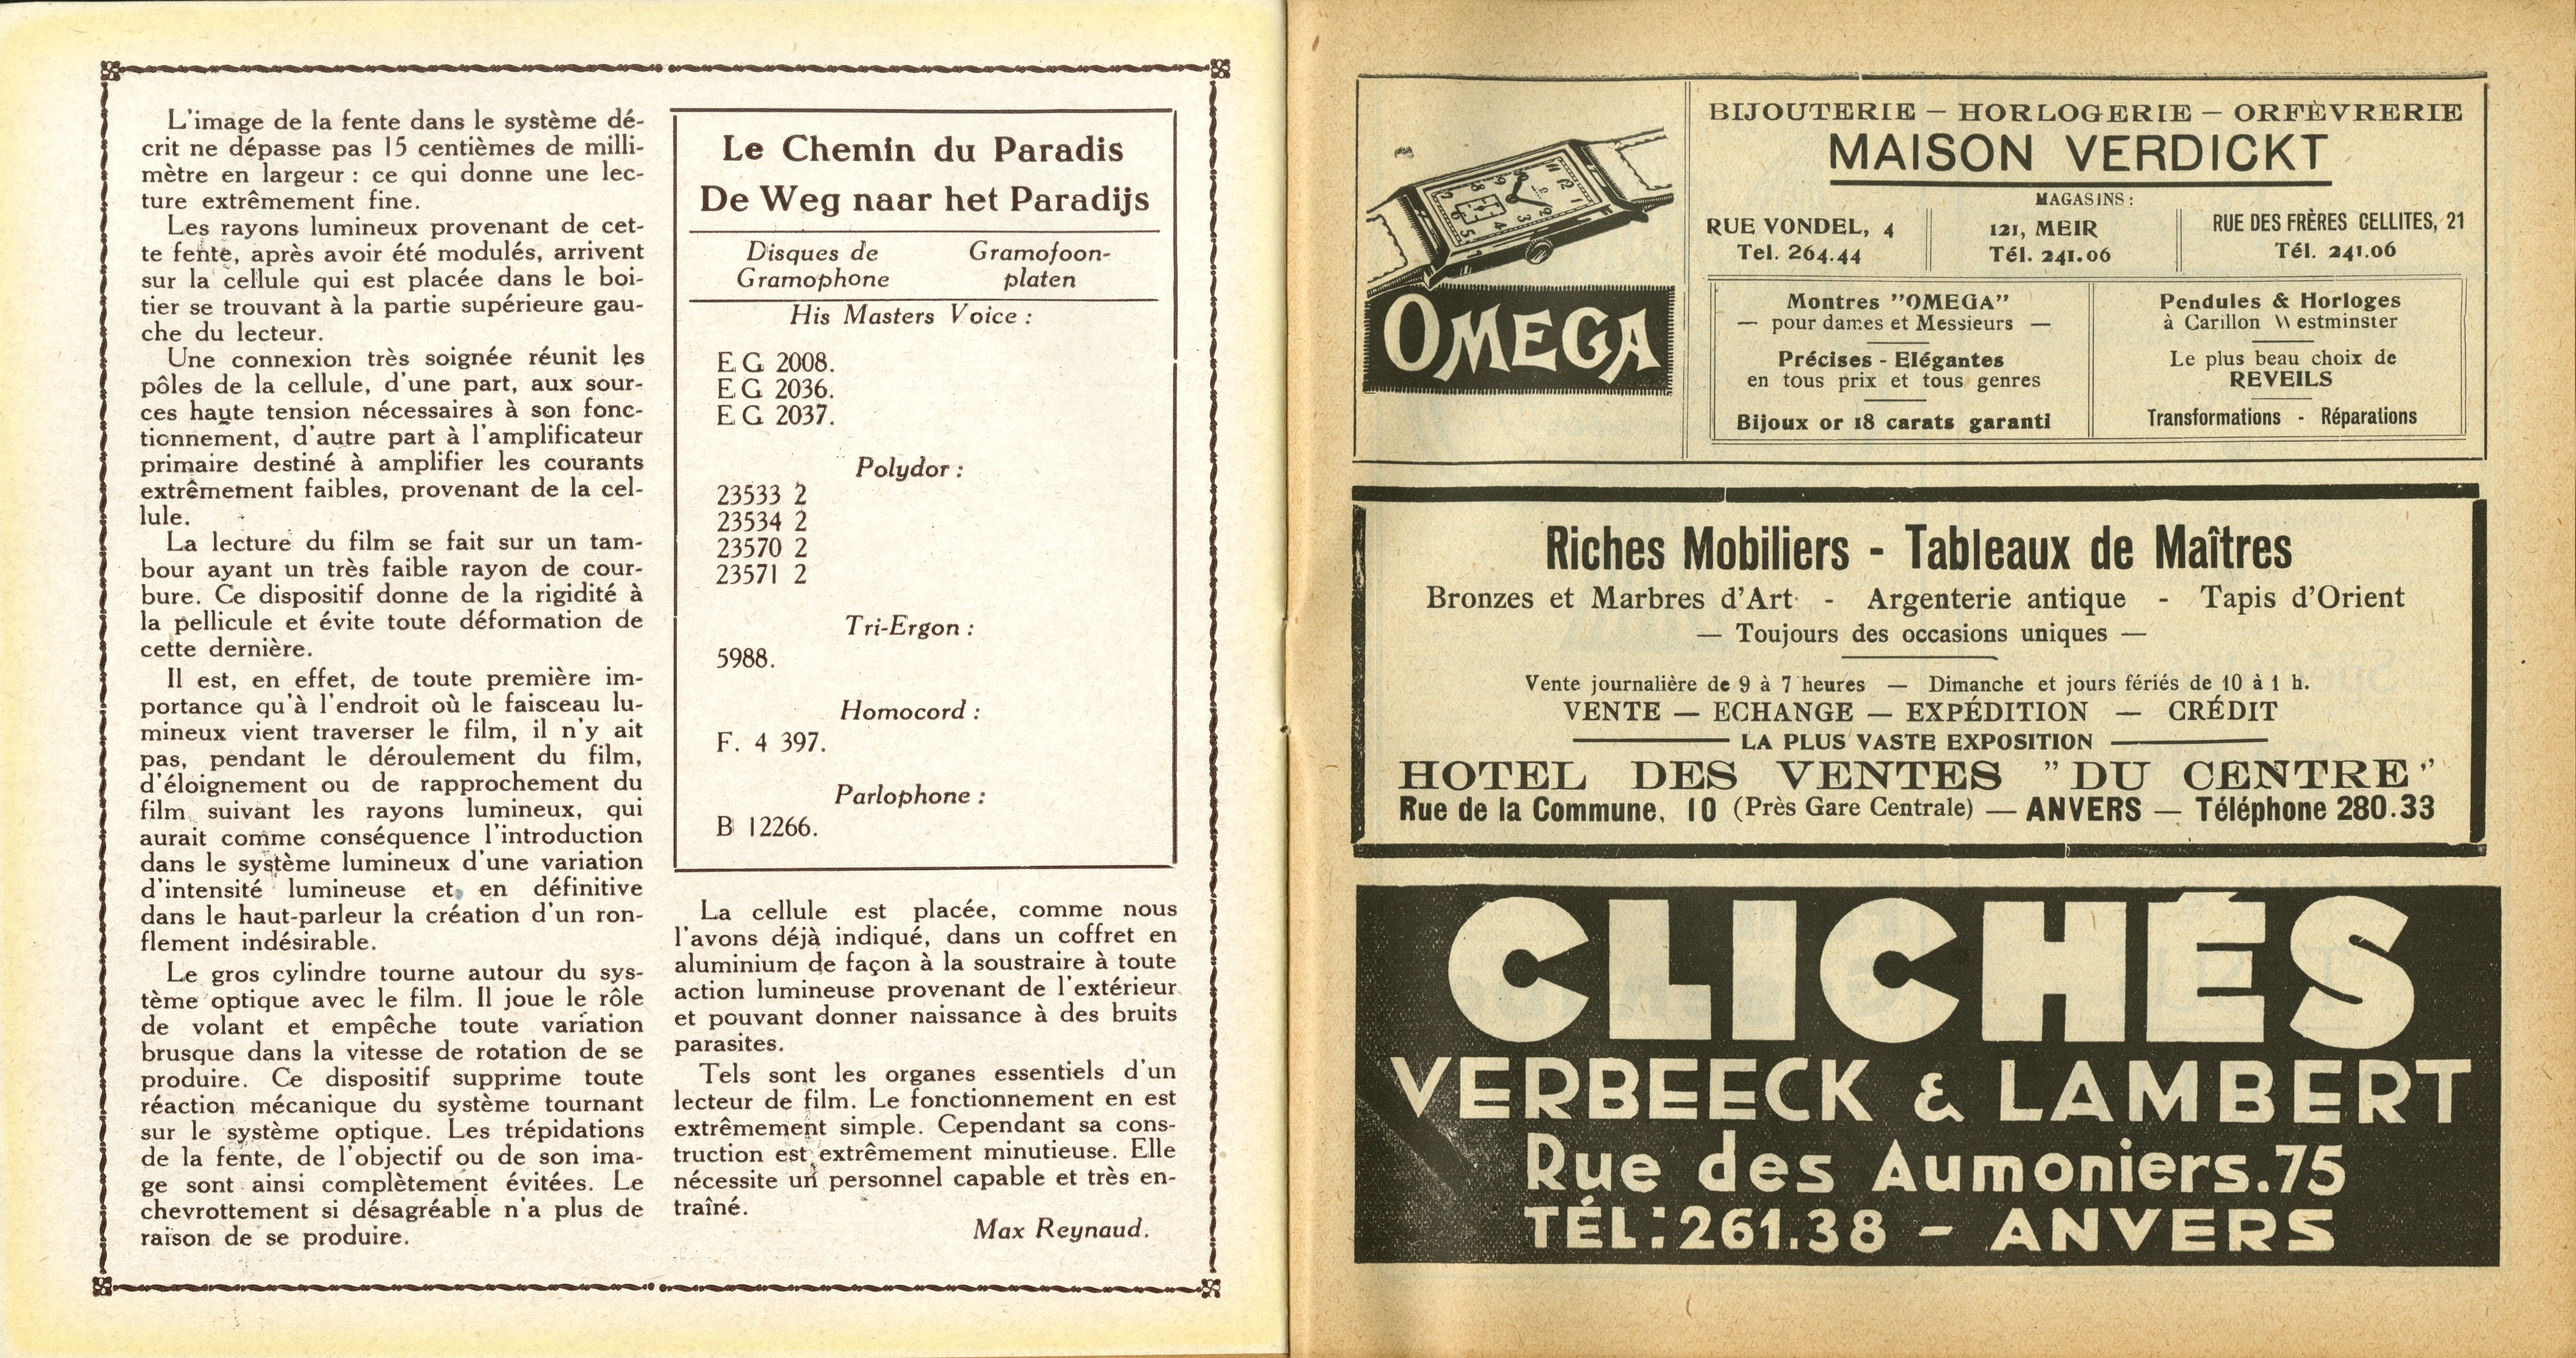 L'image de la fente dans le système dé-
crit ne dépasse pas 15 centièmes de milli-
mètre en largeur : ce qui donne une lec-
ture extrêmement fine.
Les rayons lumineux provenant de cet-
te fente, après avoir été modulés, arrivent
sur la cellule qui est placée dans le boi-
tier se trouvant à la partie supérieure gau-
che du lecteur.
Une connexion très soignée réunit les
pôles de la cellule, d'une part, aux sour-
ces haute tension nécessaires à son fonc-
tionnement, d'autre part à l'amplificateur
primaire destiné à amplifier les courants
extrêmement faibles, provenant de la cel-
lule.
La lecture du film se fait sur un tam-
bour ayant un très faible rayon de cour-
bure. Ce dispositif donne de la rigidité à
la pellicule et évite toute déformation de
cette dernière.
Il est, en effet, de toute première im-
portance qu'à l'endroit où le faisceau lu-
mineux vient traverser le film, il n'y ait
pas, pendant le déroulement du film,
d'éloignement ou de rapprochement du
film suivant les rayons lumineux, qui
aurait comme conséquence l'introduction
dans le système lumineux d'une variation
d'intensité lumineuse et, en définitive
dans le haut-parleur la création d'un ron-
flement indésirable.
Le gros cylindre tourne autour du sys-
tème optique avec le film. Il joue le rôle
de volant et empêche toute variation
brusque dans la vitesse de rotation de se
produire. Ce dispositif supprime toute
réaction mécanique du système tournant
sur le système optique. Les trépidations
de la fente, de l'objectif ou de son ima-
ge sont ainsi complètement évitées. Le
chevrottement si désagréable n'a plus de
raison de se produire.
Le Chemin du Paradis
De Weg naar het Paradijs
Disques de Gramofoon-
Gramophone platen
His Masters Voice :
E G 2008.
E G 2036.
E G 2037.
Polydor :
23533 2
23534 2
23570 2
23571 2
Tri-Ergon :
5988.
Homocord :
F. 4 397.
Parlophone :
B 12266.
La cellule est placée, comme nous
l'avons déjà indiqué, dans un coffret en
aluminium de façon à la soustraire à toute
action lumineuse provenant de l'extérieur
et pouvant donner naissance à des bruits
parasites.
Tels sont les organes essentiels d'un
lecteur de film. Le fonctionnement en est
extrêmement simple. Cependant sa cons-
truction est extrêmement minutieuse. Elle
nécessite un personnel capable et très en-
traîné.
Max Reynaud.
OMEGA
BIJOUTERIE – HORLOGERIE – ORFÈVRERIE
MAISON VERDICKT
MAGASINS :
RUE VONDEL, 4
Tel. 264.44
121, MEIR
Tél. 241.06
RUE DES FRÈRES CELLITES, 21
Tél. 241.06
Montres "OMEGA"
— pour dames et Messieurs —
Précises - Elégantes
en tous prix et tous genres
Bijoux or 18 carats garanti
Pendules & Horloges
à Carillon Westminster
Le plus beau choix de
REVEILS
Transformations - Réparations
Riches Mobiliers - Tableaux de Maîtres
Bronzes et Marbres d'Art - Argenterie antique - Tapis d'Orient
— Toujours des occasions uniques —
Vente journalière de 9 à 7 heures — Dimanche et jours fériés de 10 à 1 h.
VENTE — ECHANGE — EXPÉDITION — CRÉDIT
LA PLUS VASTE EXPOSITION
HOTEL DES VENTES "DU CENTRE"
Rue de la Commune, 10 (Près Gare Centrale) — ANVERS — Téléphone 280.33
CLICHÉS
VERBEECK & LAMBERT
Rue des Aumoniers.75
TÉL:261.38 – ANVERS